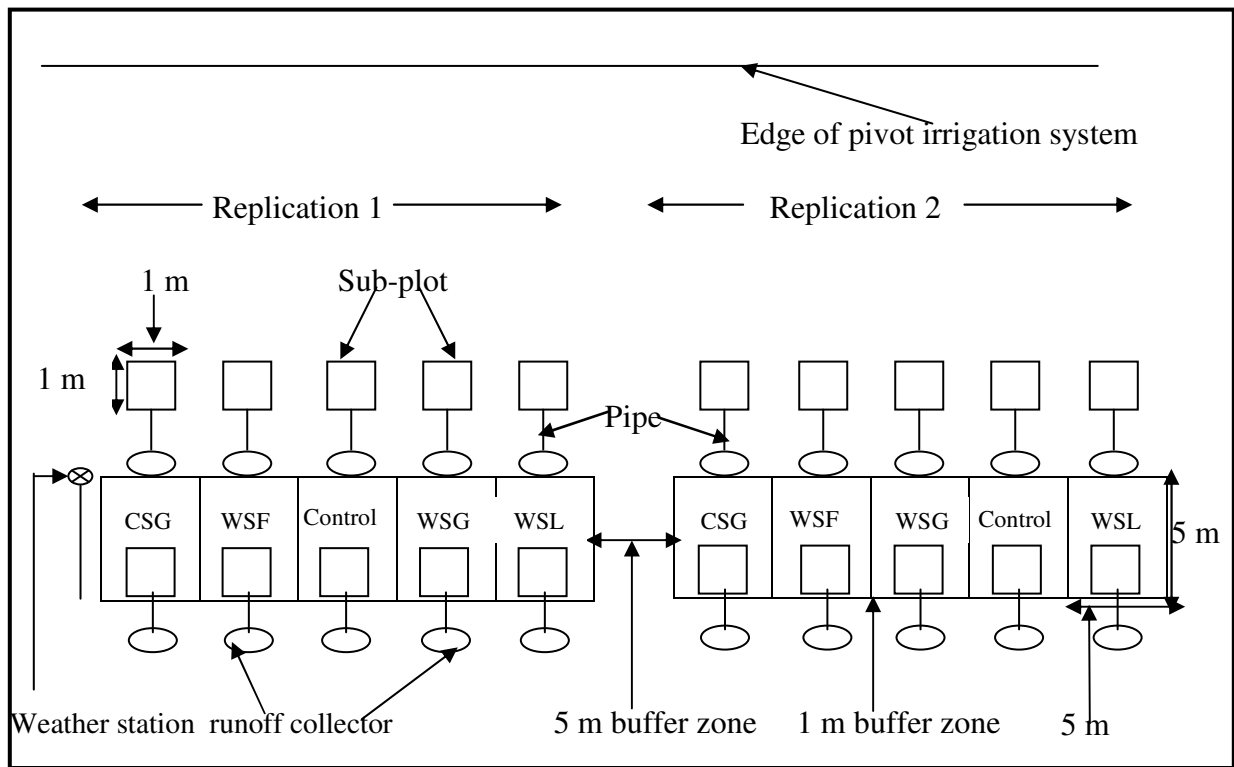 Edge of pivot irrigation system
Replication 1
Replication 2
1 m
Sub-plot
1 m
Pipe
CSG
WSF
Control
WSG
WSL
CSG
WSF
WSG
Control
WSL
5 m
Weather station
runoff collector
5 m buffer zone
1 m buffer zone
5 m